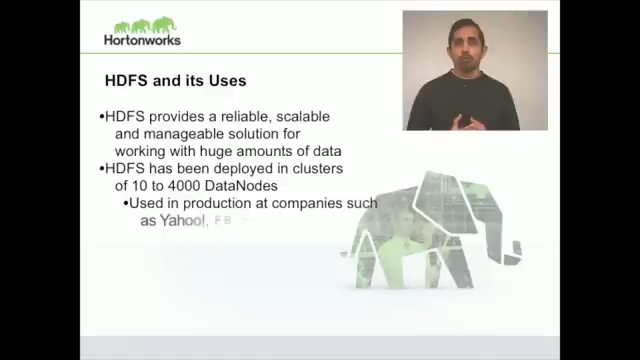 Hortonworks
HDFS and its Uses
•HDFS provides a reliable, scalable
and manageable solution for
working with huge amounts of data
•HDFS has been deployed in clusters
of 10 to 4000 DataNodes
•Used in production at companies such
as Yahoo!, FB